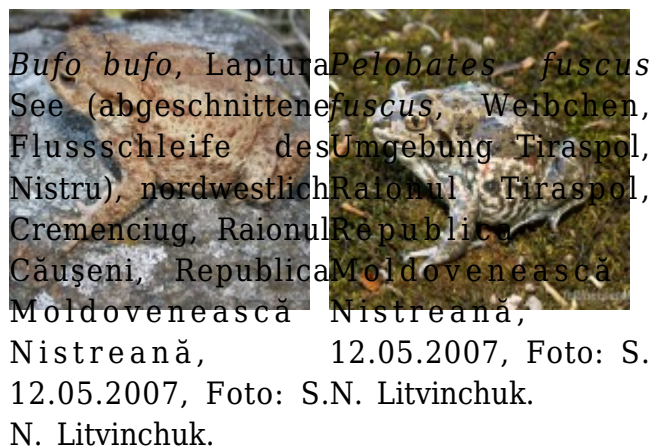 Bufo bufo, Laptura
See (abgeschnittene
Flussschleife des
Nistru), nordwestlich
Cremenciug, Raionul
Căuşeni, Republica
Moldovenească
Nistreană,
12.05.2007, Foto: S.
N. Litvinchuk.
Pelobates fuscus
fuscus, Weibchen,
Umgebung Tiraspol,
Raionul Tiraspol,
Republica
Moldovenească
Nistreană,
12.05.2007, Foto: S.
N. Litvinchuk.